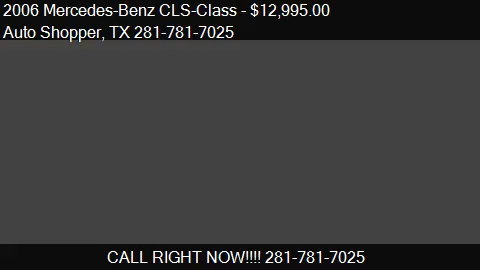 2006 Mercedes-Benz CLS-Class - $12,995.00
Auto Shopper, TX 281-781-7025
CALL RIGHT NOW!!!! 281-781-7025